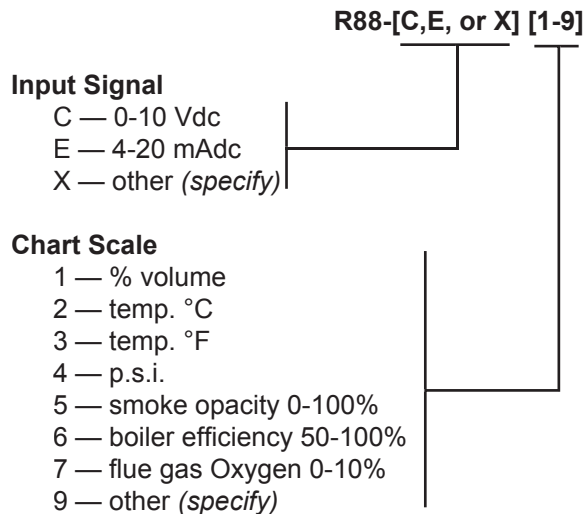 R88-[C,E, or X] [1-9]
Input Signal
C — 0-10 Vdc
E — 4-20 mAdc
X — other (specify)
Chart Scale
1 — % volume
2 — temp. °C
3 — temp. °F
4 — p.s.i.
5 — smoke opacity 0-100%
6 — boiler efficiency 50-100%
7 — flue gas Oxygen 0-10%
9 — other (specify)